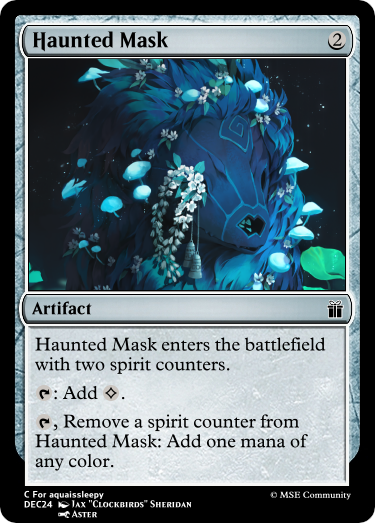 Haunted Mask 2
Artifact
Haunted Mask enters the battlefield
with two spirit counters.
: Add .
, Remove a spirit counter from
Haunted Mask: Add one mana of
any color.
C For aquaissleepy
DEC24 Jax "Clockbirds" Sheridan © MSE Community
Aster